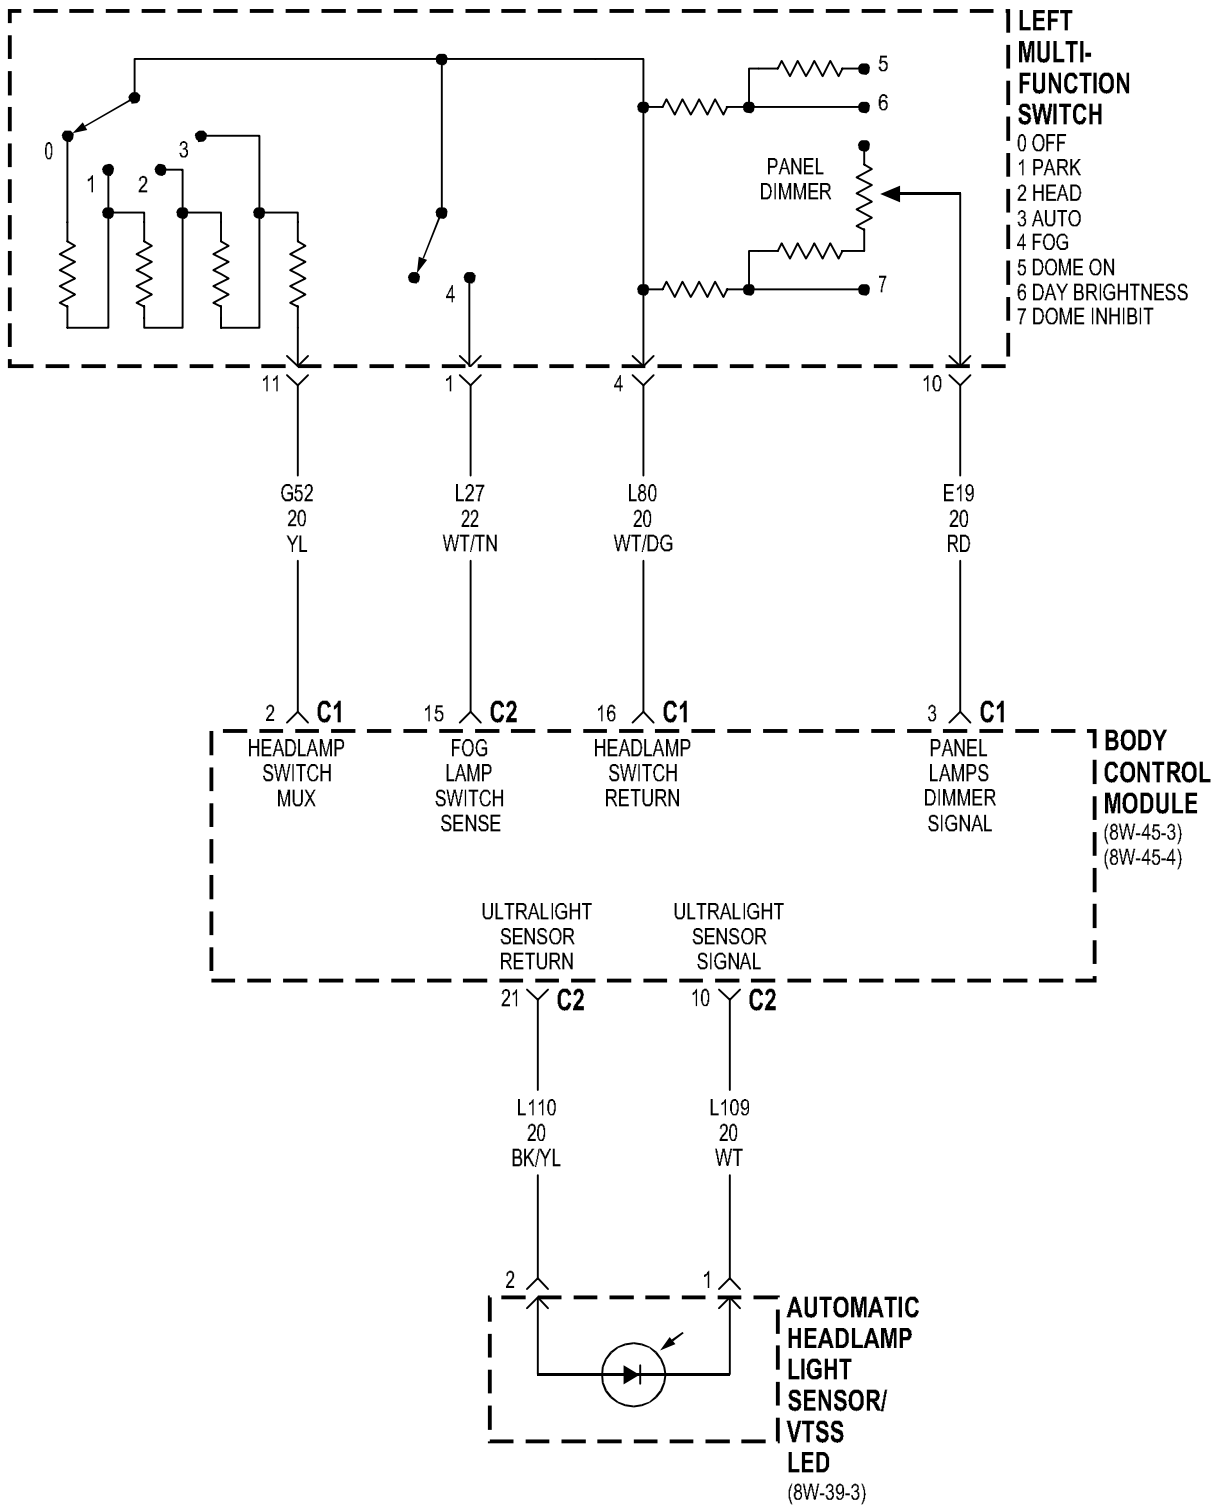 LEFT
MULTI-
FUNCTION
SWITCH
0 OFF
1 PARK
2 HEAD
3 AUTO
4 FOG
5 DOME ON
6 DAY BRIGHTNESS
7 DOME INHIBIT
5
6
PANEL
DIMMER
7
0
1
2
3
4
11
1
4
10
G52
20
YL
L27
22
WT/TN
L80
20
WT/DG
E19
20
RD
2 C1
15 C2
16 C1
3 C1
HEADLAMP
SWITCH
MUX
FOG
LAMP
SWITCH
SENSE
HEADLAMP
SWITCH
RETURN
PANEL
LAMPS
DIMMER
SIGNAL
BODY
CONTROL
MODULE
(8W-45-3)
(8W-45-4)
ULTRALIGHT
SENSOR
RETURN
ULTRALIGHT
SENSOR
SIGNAL
21 C2
10 C2
L110
20
BK/YL
L109
20
WT
2
1
AUTOMATIC
HEADLAMP
LIGHT
SENSOR/
VTSS
LED
(8W-39-3)